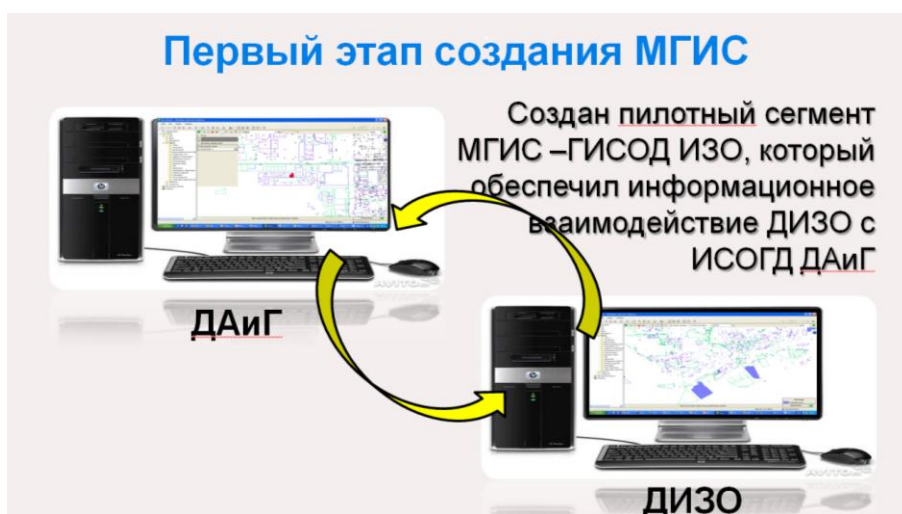 Первый этап создания МГИС
Создан пилотный сегмент
МГИС –ГИСОД ИЗО, который
обеспечил информационное
взаимодействие ДИЗО с
ИСОГД ДАиГ
ДАиГ
ДИЗО